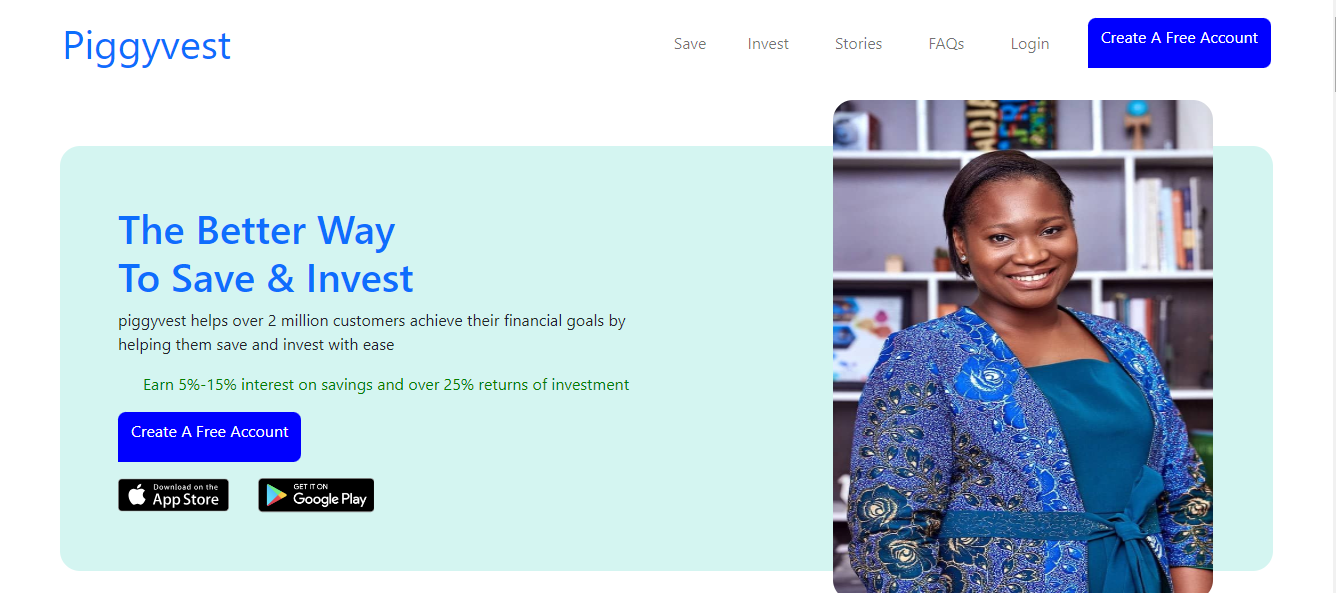 Piggyvest
Save Invest Stories FAQs Login Create A Free Account
The Better Way
To Save & Invest
piggyvest helps over 2 million customers achieve their financial goals by
helping them save and invest with ease
Earn 5%-15% interest on savings and over 25% returns of investment
Create A Free Account
Download on the
App Store
GET IT ON
Google Play